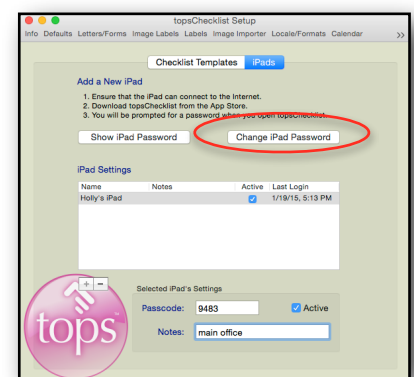 topsChecklist Setup
Info Defaults Letters/Forms Image Labels Labels Image Importer Locale/Formats Calendar >>
Checklist Templates iPads
Add a New iPad
1. Ensure that the iPad can connect to the Internet.
2. Download topsChecklist from the App Store.
3. You will be prompted for a password when you open topsChecklist.
Show iPad Password Change iPad Password
iPad Settings
Name Notes Active Last Login
Holly's iPad 1/19/15, 5:13 PM
+ -
Selected iPad's Settings
Passcode: 9483 Active
Notes: main office
tops